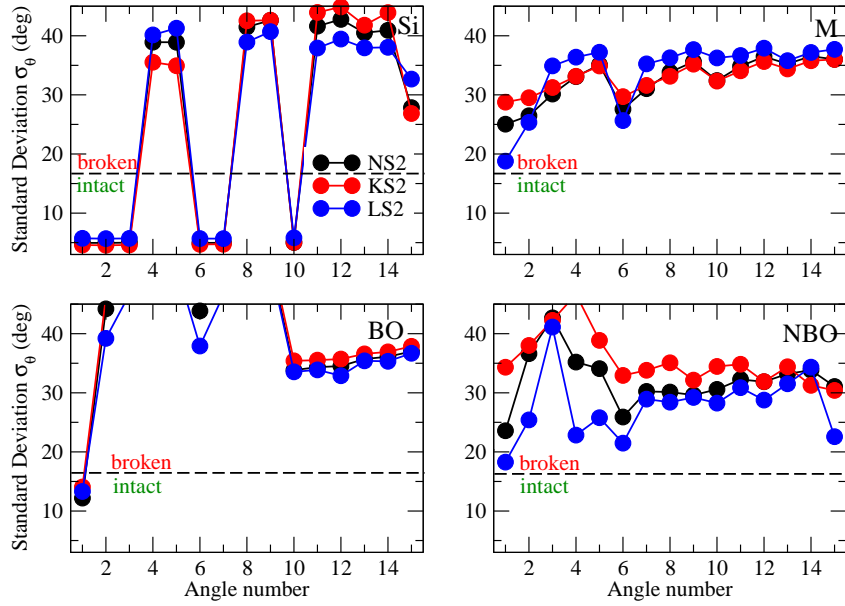 Standard Deviation σθ (deg)
40
30
20
10
Si
broken
intact
NS2
KS2
LS2
2 4 6 8 10 12 14
40
30
20
10
M
broken
intact
2 4 6 8 10 12 14
Standard Deviation σθ (deg)
40
30
20
10
BO
broken
intact
2 4 6 8 10 12 14
Angle number
40
30
20
10
NBO
broken
intact
2 4 6 8 10 12 14
Angle number